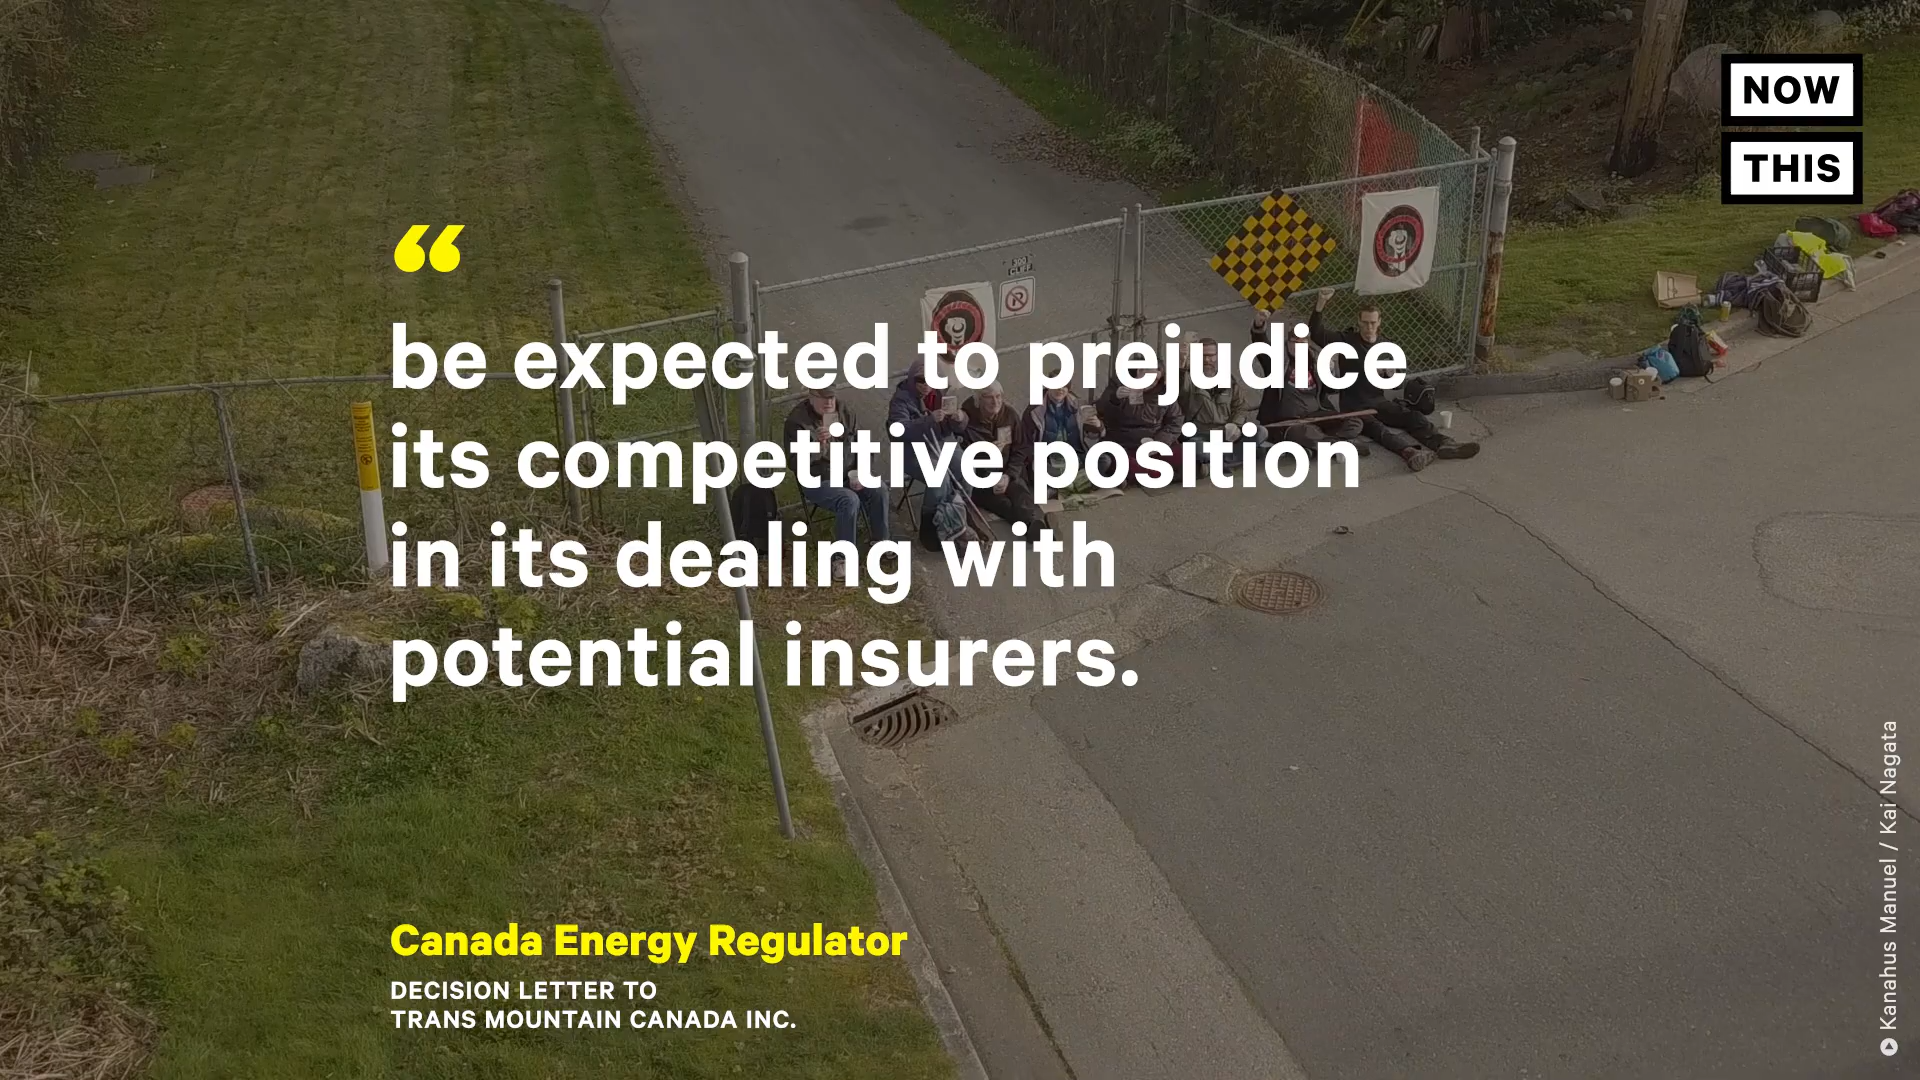 NOW
THIS
“
be expected to prejudice
its competitive position
in its dealing with
potential insurers.
Canada Energy Regulator
DECISION LETTER TO
TRANS MOUNTAIN CANADA INC.
Kanahus Manuel / Kai Nagata